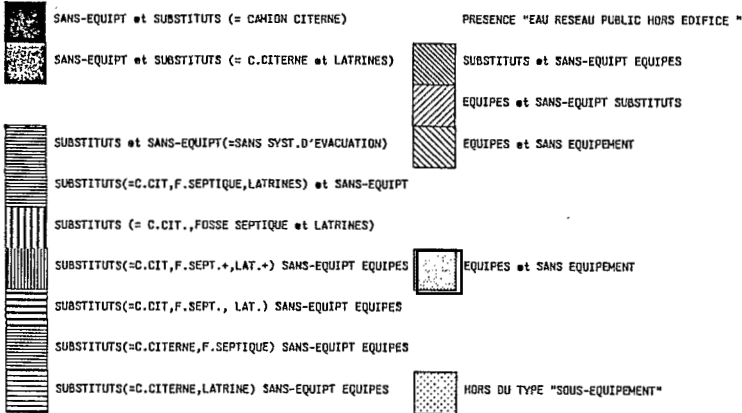 SANS-EQUIPT et SUBSTITUTS (= CAMION CITERNE)
SANS-EQUIPT et SUBSTITUTS (= C.CITERNE et LATRINES)
SUBSTITUTS et SANS-EQUIPT(=SANS SYST.D'EVACUATION)
SUBSTITUTS(=C.CIT,F.SEPTIQUE,LATRINES) et SANS-EQUIPT
SUBSTITUTS (= C.CIT.,FOSSE SEPTIQUE et LATRINES)
SUBSTITUTS(=C.CIT,F.SEPT.+,LAT.+) SANS-EQUIPT EQUIPES
SUBSTITUTS(=C.CIT,F.SEPT., LAT.) SANS-EQUIPT EQUIPES
SUBSTITUTS(=C.CITERNE,F.SEPTIQUE) SANS-EQUIPT EQUIPES
SUBSTITUTS(=C.CITERNE,LATRINE) SANS-EQUIPT EQUIPES
PRESENCE "EAU RESEAU PUBLIC HORS EDIFICE "
SUBSTITUTS et SANS-EQUIPT EQUIPES
EQUIPES et SANS-EQUIPT SUBSTITUTS
EQUIPES et SANS EQUIPEMENT
EQUIPES et SANS EQUIPEMENT
HORS DU TYPE "SOUS-EQUIPEMENT"